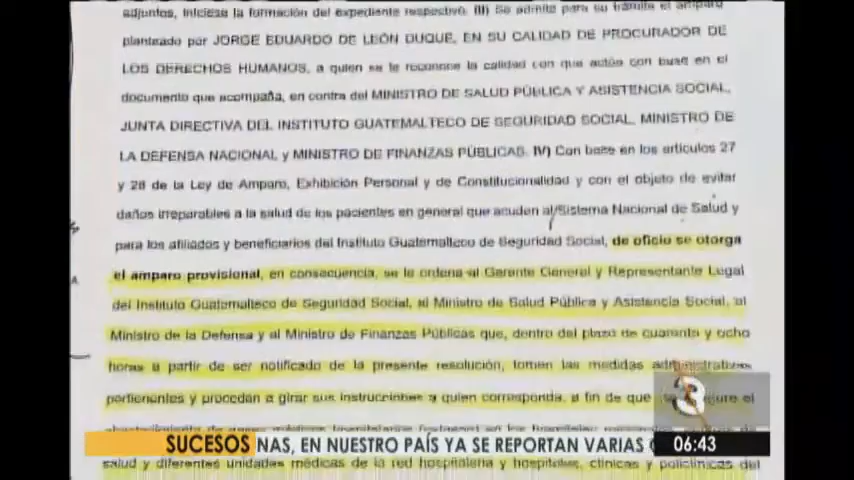 adjuntos, iníciese la formación del expediente respectivo. III) Se admite para su trámite el amparo
planteado por JORGE EDUARDO DE LEÓN DUQUE, EN SU CALIDAD DE PROCURADOR DE
LOS DERECHOS HUMANOS, a quien se le reconoce la calidad con que actúa con base en el
documento que acompaña, en contra del MINISTRO DE SALUD PÚBLICA Y ASISTENCIA SOCIAL,
JUNTA DIRECTIVA DEL INSTITUTO GUATEMALTECO DE SEGURIDAD SOCIAL, MINISTRO DE
LA DEFENSA NACIONAL y MINISTRO DE FINANZAS PÚBLICAS. IV) Con base en los artículos 27
y 28 de la Ley de Amparo, Exhibición Personal y de Constitucionalidad y con el objeto de evitar
daños irreparables a la salud de los pacientes en general que acuden al Sistema Nacional de Salud y
para los afiliados y beneficiarios del Instituto Guatemalteco de Seguridad Social, de oficio se otorga
el amparo provisional, en consecuencia, se le ordena al Gerente General y Representante Legal
del Instituto Guatemalteco de Seguridad Social, al Ministro de Salud Pública y Asistencia Social, al
Ministro de la Defensa y al Ministro de Finanzas Públicas que, dentro del plazo de cuarenta y ocho
horas a partir de ser notificado de la presente resolución, tomen las medidas administrativas
pertinentes y procedan a girar sus instrucciones a quien corresponda, a fin de que el
3
SUCESOS NAS, EN NUESTRO PAÍS YA SE REPORTAN VARIAS 06:43
salud y diferentes unidades médicas de la red hospitalaria y hospitales, clínicas y policlínicas del